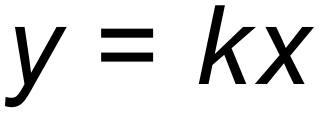 y = kx